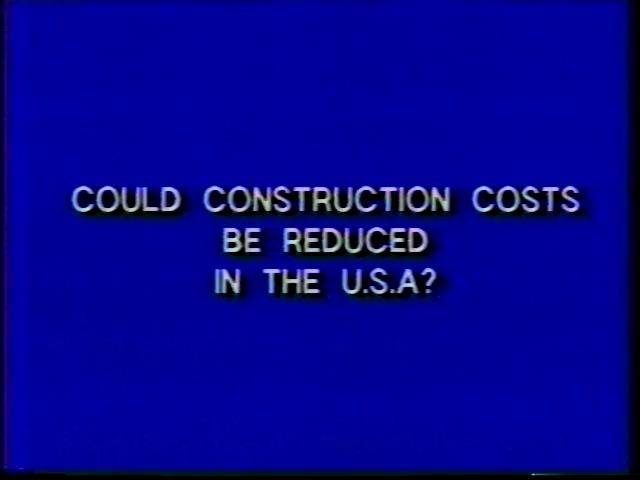 COULD CONSTRUCTION COSTS
BE REDUCED
IN THE U.S.A?